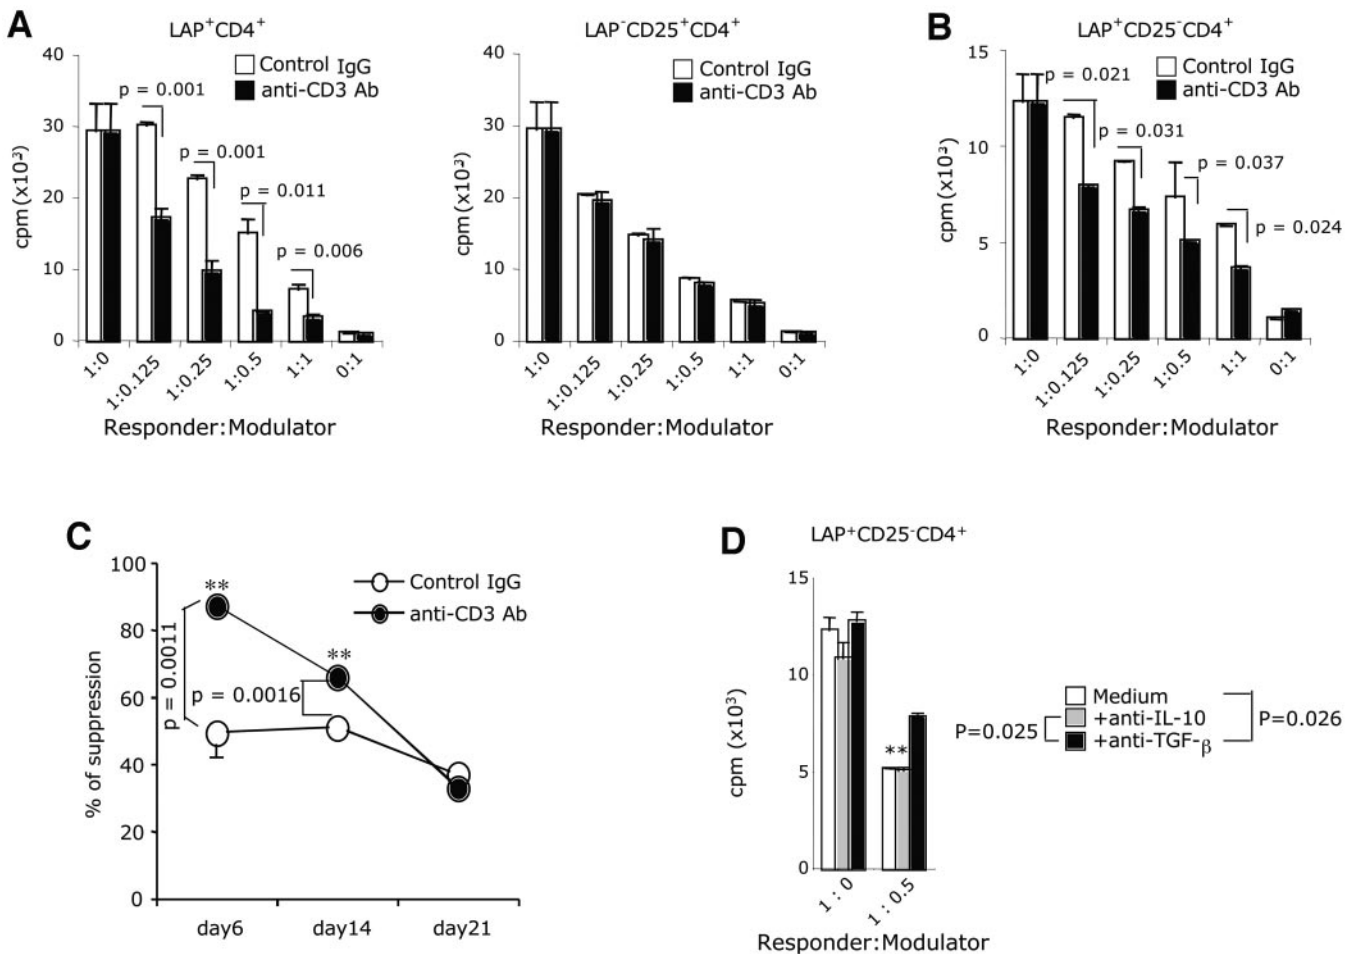 A
LAP⁺CD4⁺
40
30
20
10
0
cpm (x10³)
Control IgG
anti-CD3 Ab
p = 0.001
p = 0.001
p = 0.011
p = 0.006
1:0
1:0.125
1:0.25
1:0.5
1:1
0:1
Responder:Modulator
LAP⁻CD25⁺CD4⁺
40
30
20
10
0
cpm (x10³)
Control IgG
anti-CD3 Ab
1:0
1:0.125
1:0.25
1:0.5
1:1
0:1
Responder:Modulator
B
LAP⁺CD25⁻CD4⁺
15
10
5
0
cpm (x10³)
Control IgG
anti-CD3 Ab
p = 0.021
p = 0.031
p = 0.037
p = 0.024
1:0
1:0.125
1:0.25
1:0.5
1:1
0:1
Responder:Modulator
C
100
80
60
40
20
0
% of suppression
Control IgG
anti-CD3 Ab
**
**
p = 0.0011
p = 0.0016
day6
day14
day21
D
LAP⁺CD25⁻CD4⁺
15
10
5
0
cpm (x10³)
**
Medium
+anti-IL-10
+anti-TGF-β
P=0.025
P=0.026
1 : 0
1 : 0.5
Responder:Modulator